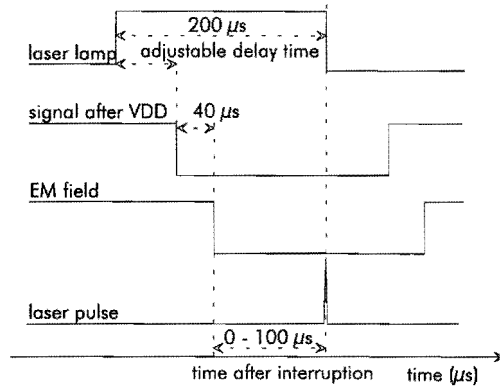 200 µs
laser lamp
adjustable delay time
signal after VDD
40 µs
EM field
laser pulse
0 - 100 µs
time after interruption
time (µs)